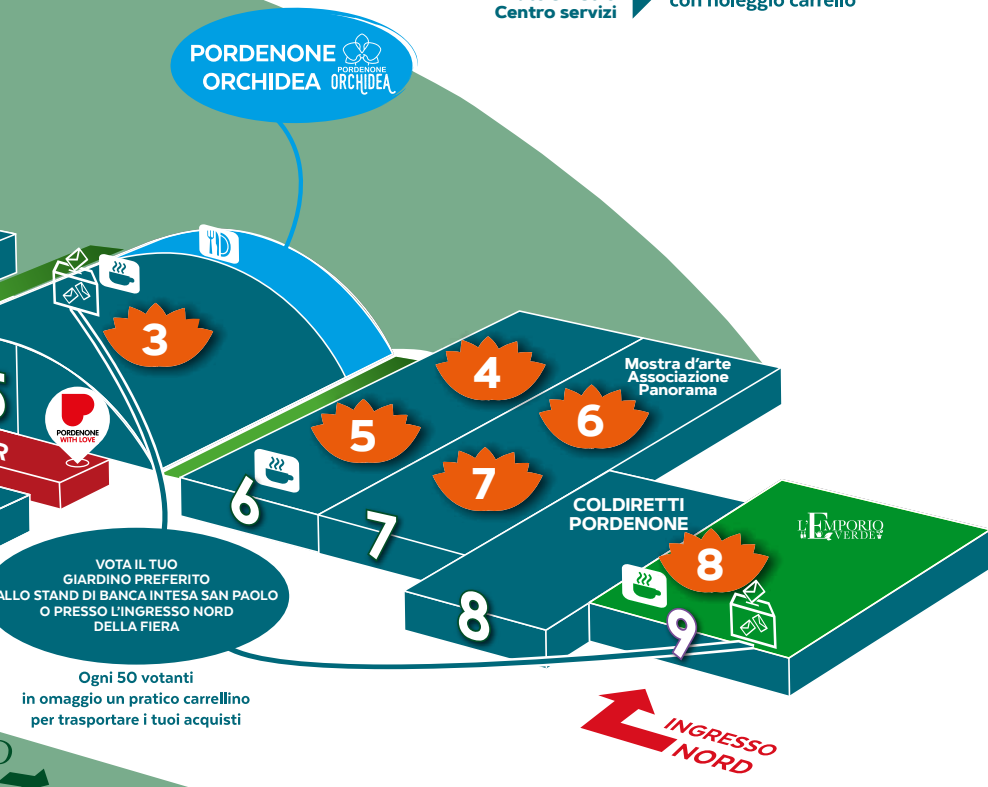 Centro servizi
con noleggio carrello
PORDENONE
ORCHIDEA
PORDENONE
ORCHIDEA
3
4
5
6
7
Mostra d'arte
Associazione
Panorama
PORDENONE
WITH LOVE
R
6
7
COLDIRETTI
PORDENONE
L'EMPORIO
VERDE
8
8
9
VOTA IL TUO
GIARDINO PREFERITO
ALLO STAND DI BANCA INTESA SAN PAOLO
O PRESSO L'INGRESSO NORD
DELLA FIERA
Ogni 50 votanti
in omaggio un pratico carrellino
per trasportare i tuoi acquisti
INGRESSO
NORD